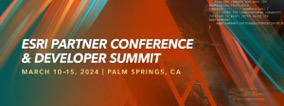 ESRI PARTNER CONFERENCE
& DEVELOPER SUMMIT
MARCH 10–15, 2024 | PALM SPRINGS, CA